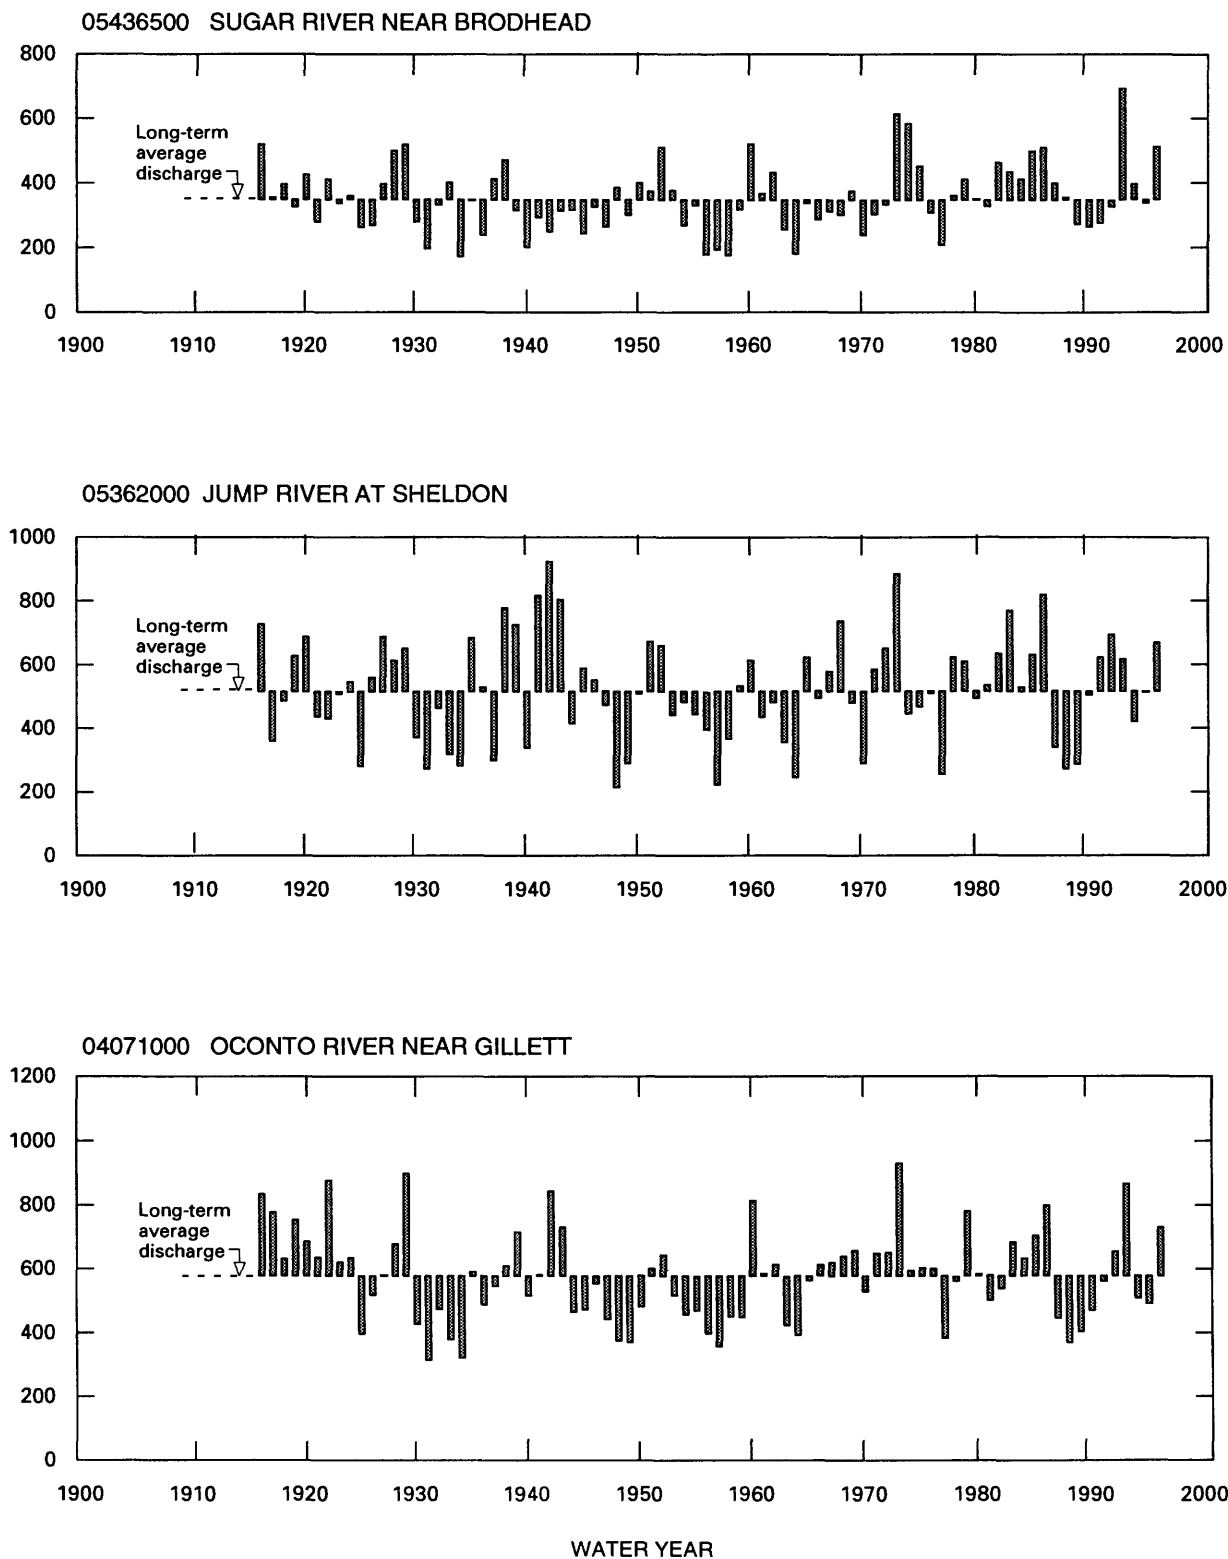 05436500 SUGAR RIVER NEAR BRODHEAD
800
600
400
200
0
Long-term
average
discharge
1900 1910 1920 1930 1940 1950 1960 1970 1980 1990 2000
05362000 JUMP RIVER AT SHELDON
1000
800
600
400
200
0
Long-term
average
discharge
1900 1910 1920 1930 1940 1950 1960 1970 1980 1990 2000
04071000 OCONTO RIVER NEAR GILLETT
1200
1000
800
600
400
200
0
Long-term
average
discharge
1900 1910 1920 1930 1940 1950 1960 1970 1980 1990 2000
WATER YEAR